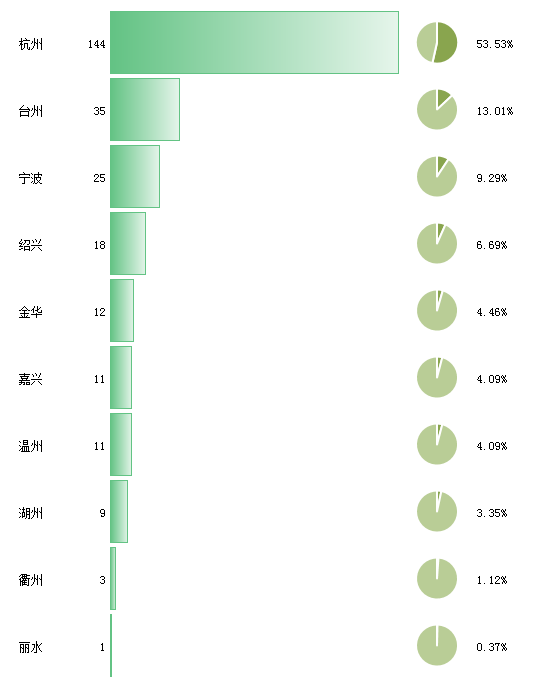 杭州 144 53.53%
台州 35 13.01%
宁波 25 9.29%
绍兴 18 6.69%
金华 12 4.46%
嘉兴 11 4.09%
温州 11 4.09%
湖州 9 3.35%
衢州 3 1.12%
丽水 1 0.37%